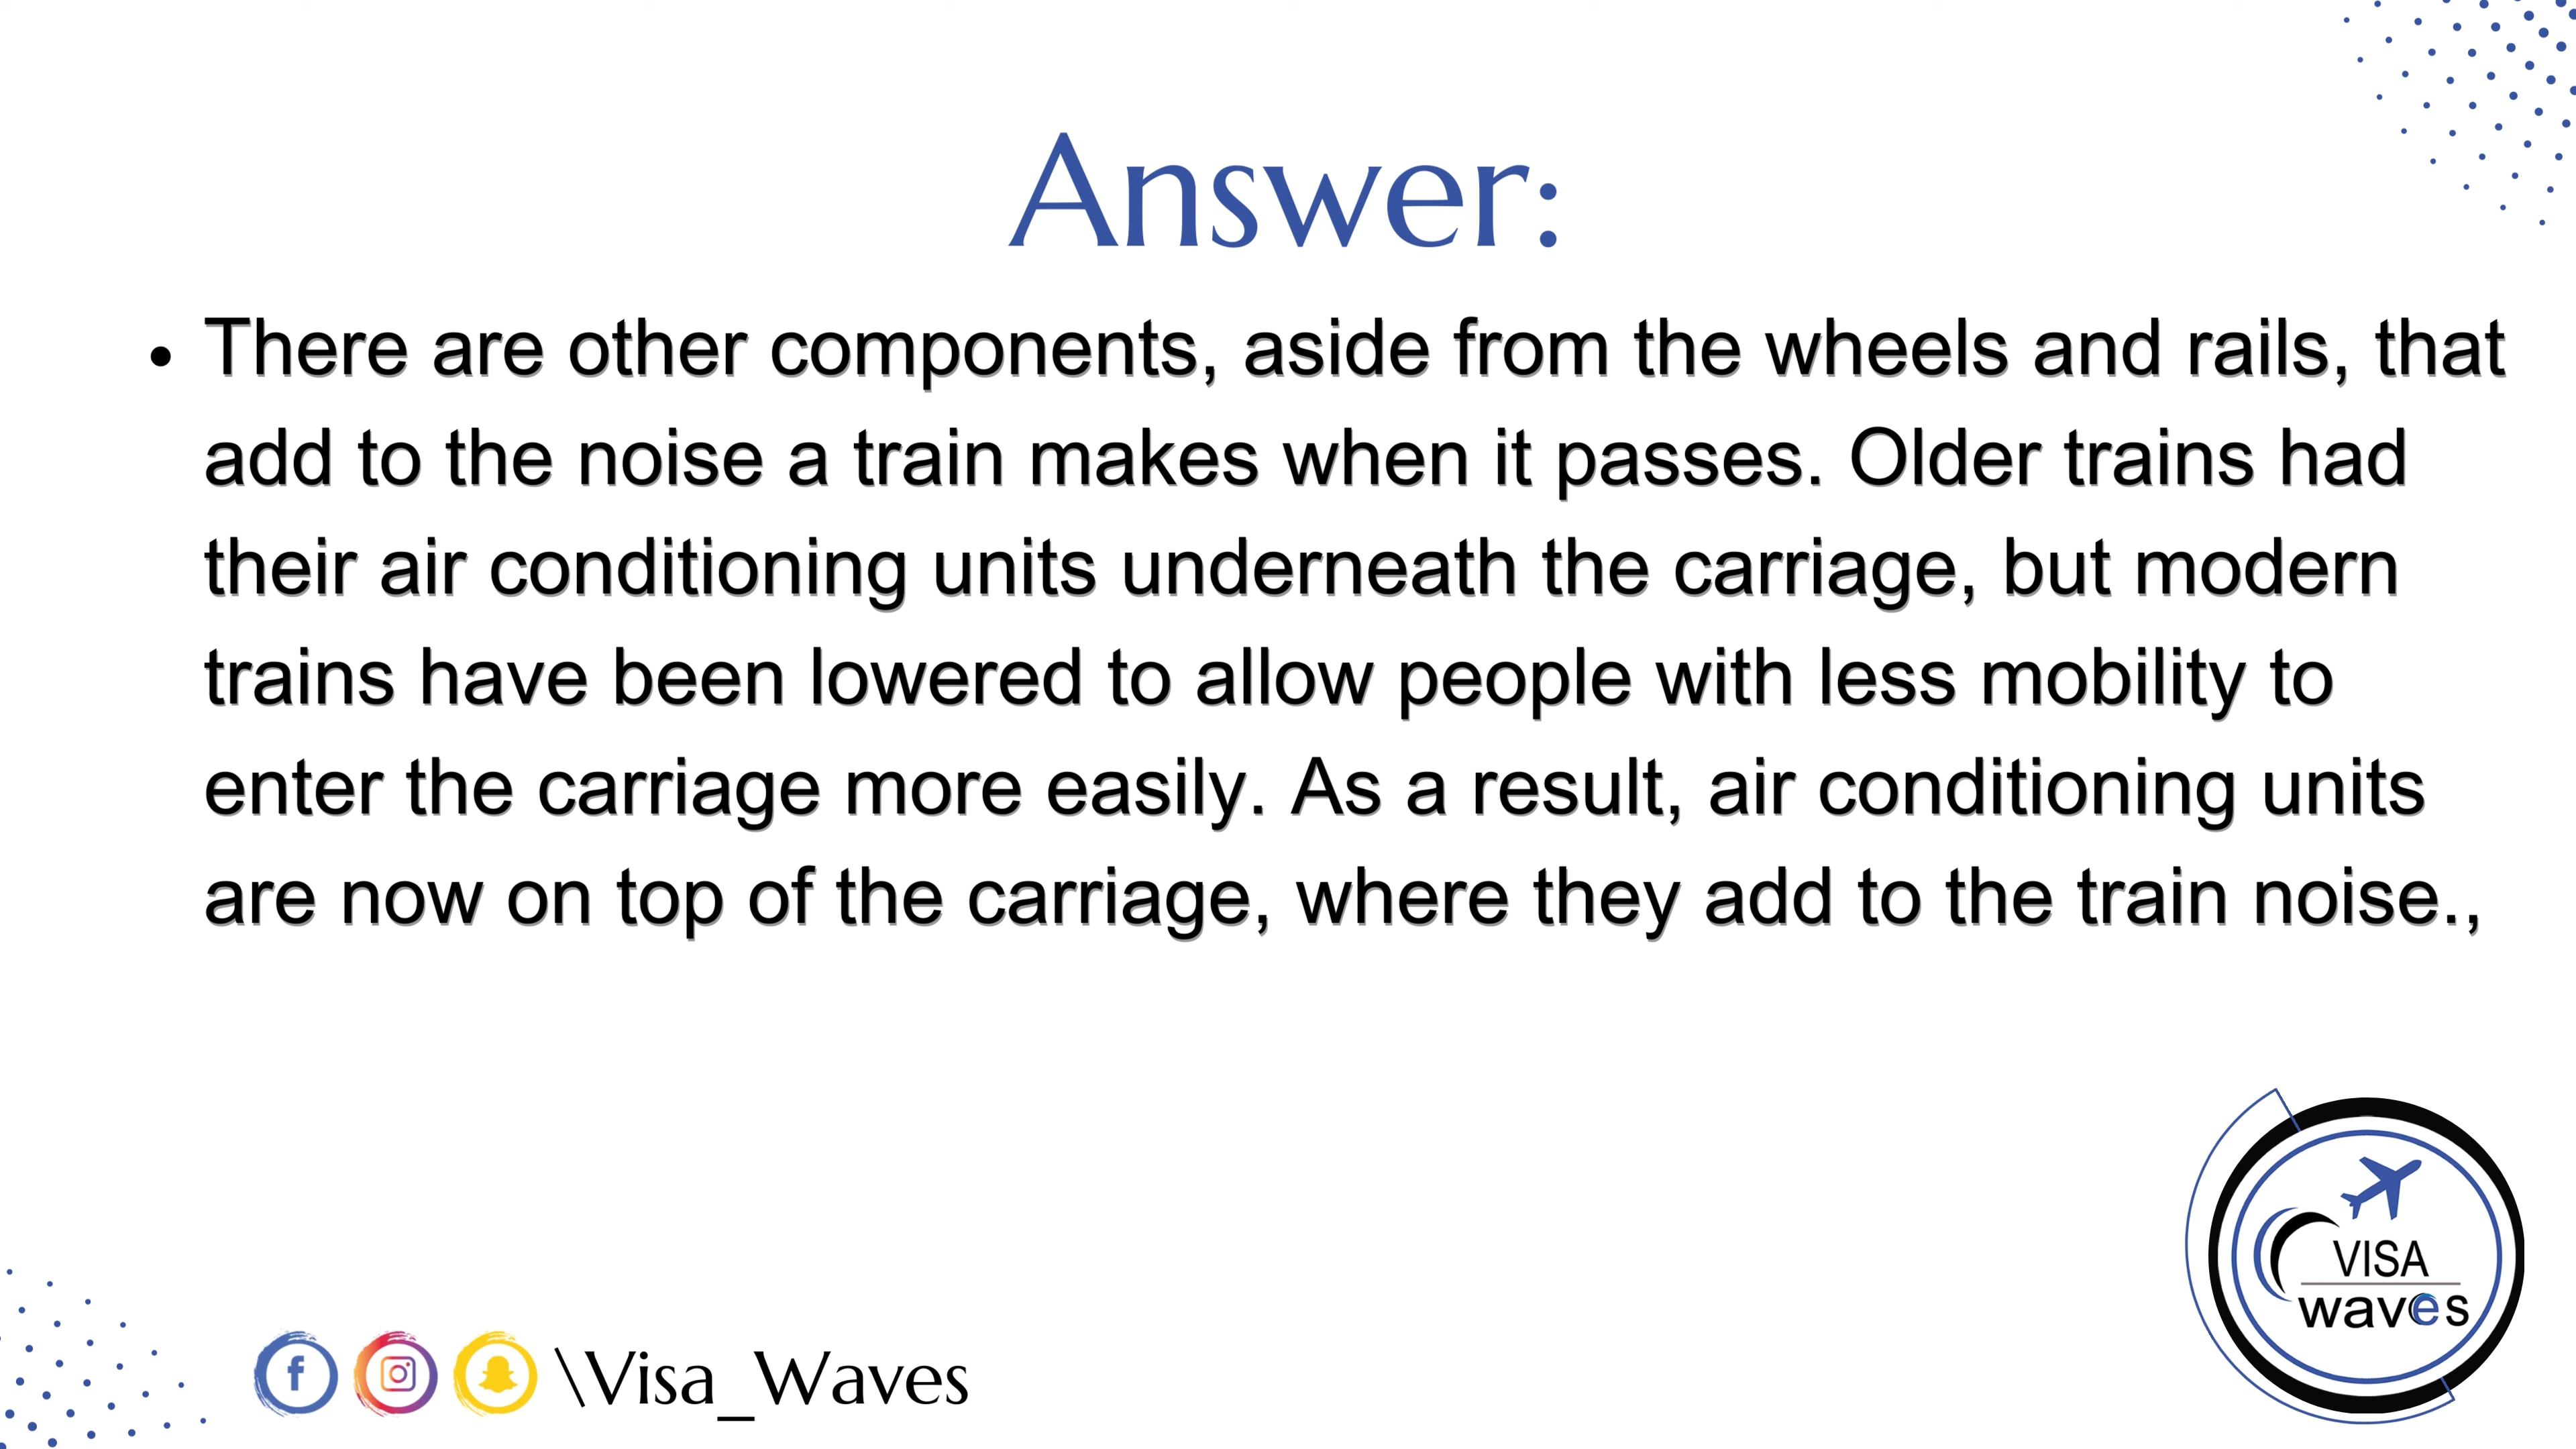 Answer:
• There are other components, aside from the wheels and rails, that
add to the noise a train makes when it passes. Older trains had
their air conditioning units underneath the carriage, but modern
trains have been lowered to allow people with less mobility to
enter the carriage more easily. As a result, air conditioning units
are now on top of the carriage, where they add to the train noise.,
VISA
waves
\Visa_Waves